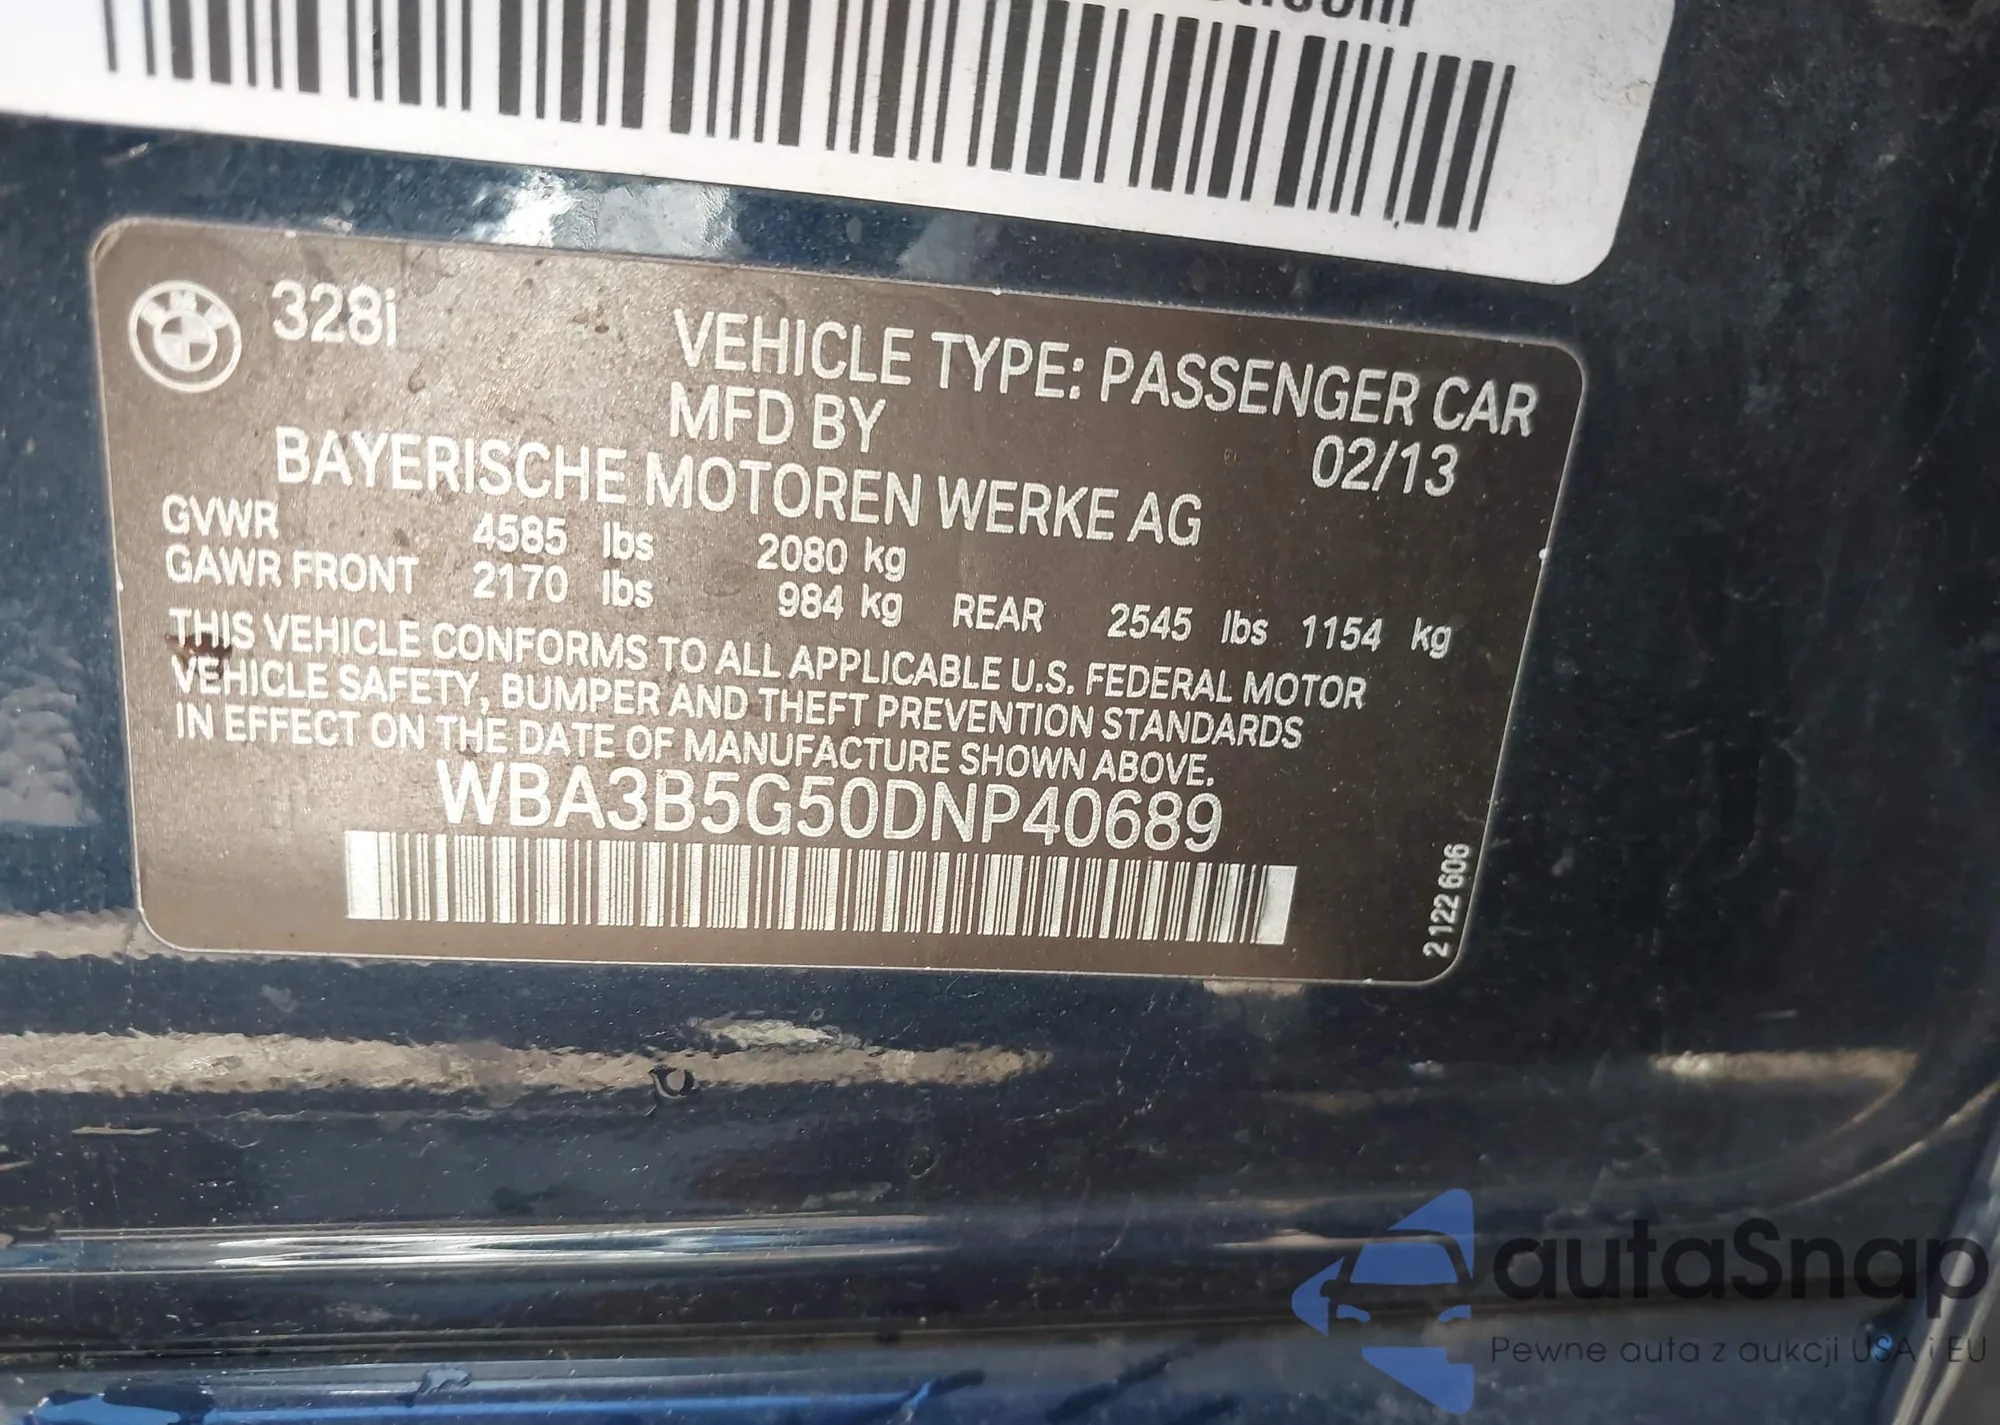 328i
VEHICLE TYPE: PASSENGER CAR
MFD BY
02/13
BAYERISCHE MOTOREN WERKE AG
GVWR 4585 lbs 2080 kg
GAWR FRONT 2170 lbs 984 kg REAR 2545 lbs 1154 kg
THIS VEHICLE CONFORMS TO ALL APPLICABLE U.S. FEDERAL MOTOR
VEHICLE SAFETY, BUMPER AND THEFT PREVENTION STANDARDS
IN EFFECT ON THE DATE OF MANUFACTURE SHOWN ABOVE.
WBA3B5G50DNP40689
2 122 606
autaSnap
Pewne auta z aukcji USA i EU